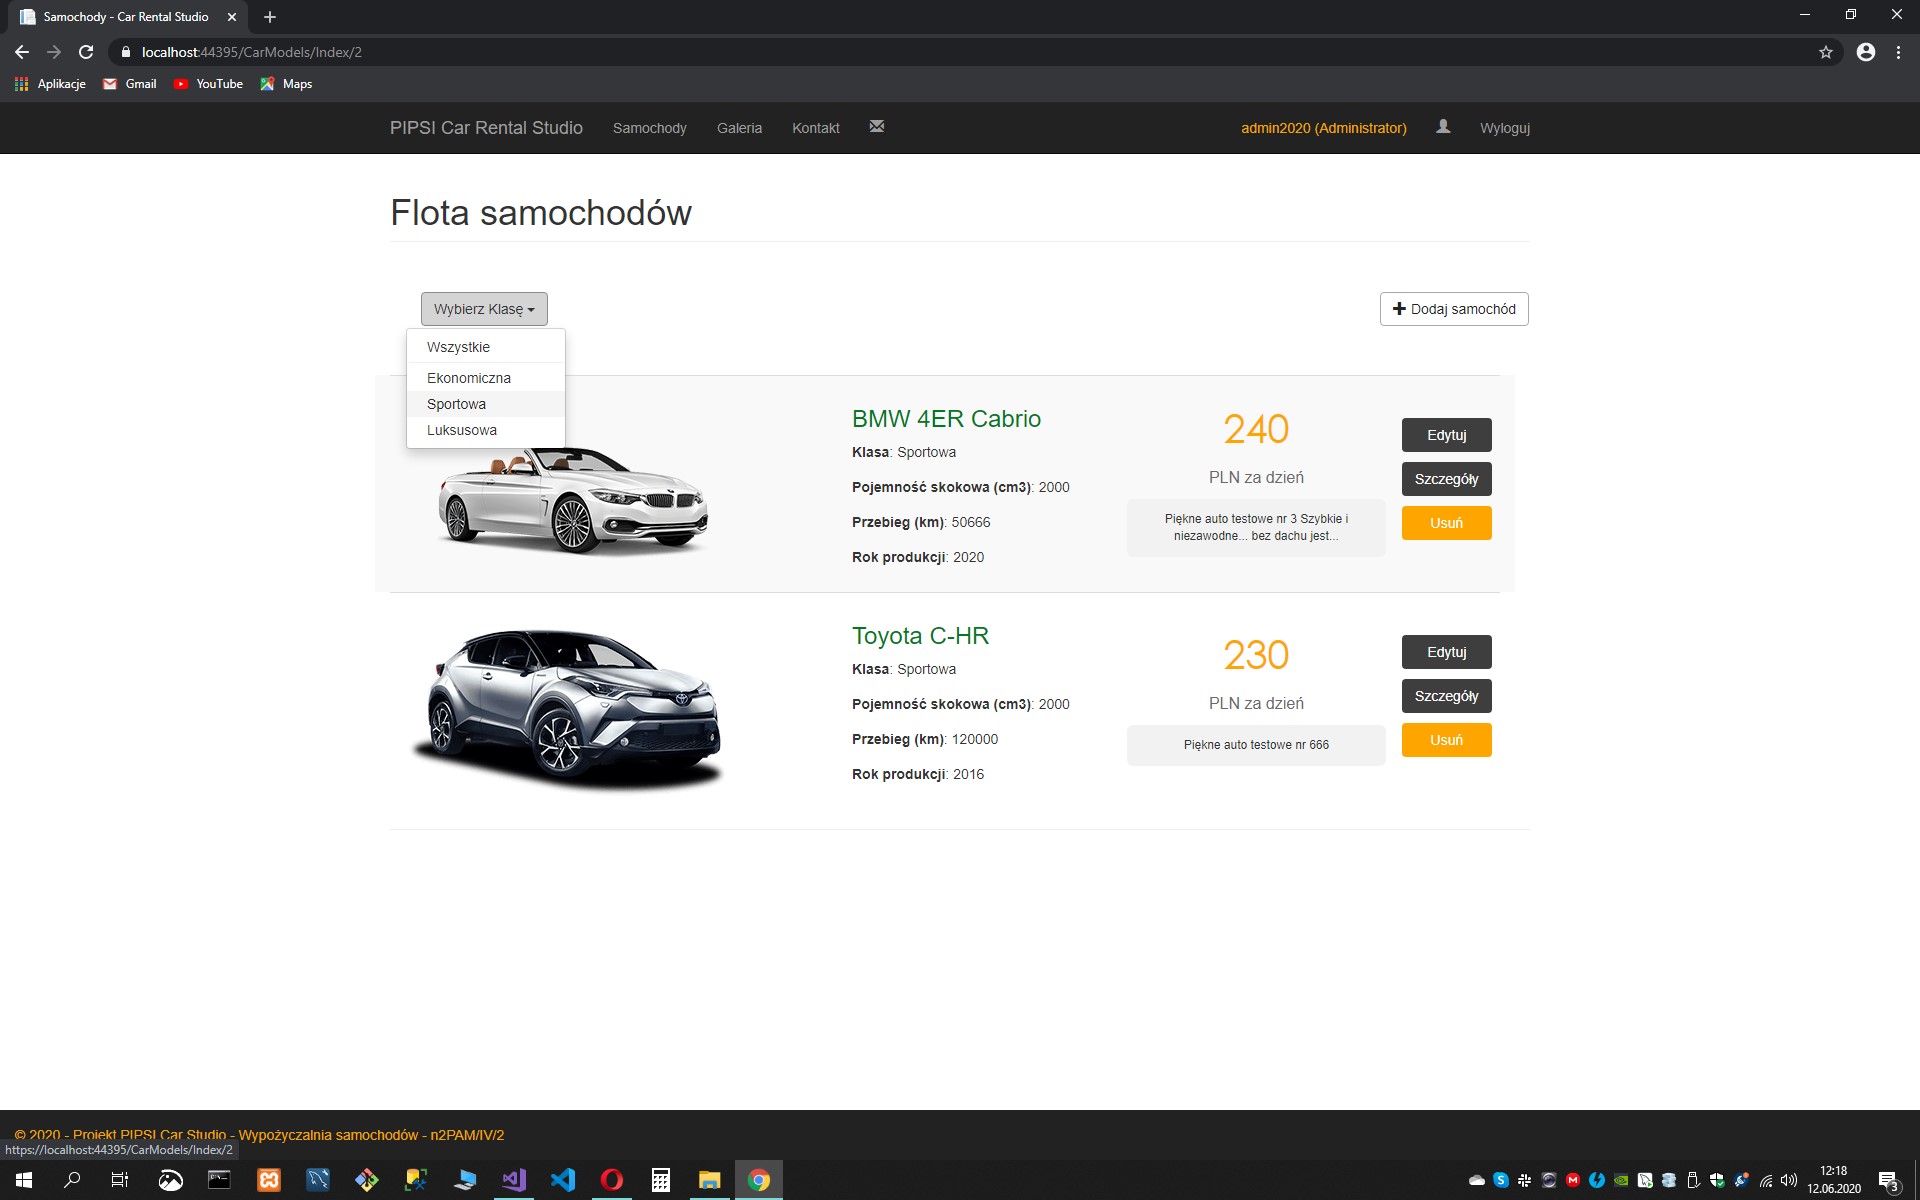 Samochody - Car Rental Studio
localhost:44395/CarModels/Index/2
Aplikacje Gmail YouTube Maps
PIPSI Car Rental Studio Samochody Galeria Kontakt admin2020 (Administrator) Wyloguj
Flota samochodów
Wybierz Klasę
Dodaj samochód
Wszystkie
Ekonomiczna
Sportowa
Luksusowa
BMW 4ER Cabrio
Klasa: Sportowa
Pojemność skokowa (cm3): 2000
Przebieg (km): 50666
Rok produkcji: 2020
240
PLN za dzień
Piękne auto testowe nr 3 Szybkie i
niezawodne... bez dachu jest...
Edytuj
Szczegóły
Usuń
Toyota C-HR
Klasa: Sportowa
Pojemność skokowa (cm3): 2000
Przebieg (km): 120000
Rok produkcji: 2016
230
PLN za dzień
Piękne auto testowe nr 666
Edytuj
Szczegóły
Usuń
© 2020 - Projekt PIPSI Car Studio - Wypożyczalnia samochodów - n2PAM/IV/2
https://localhost:44395/CarModels/Index/2
12:18
12.06.2020
3